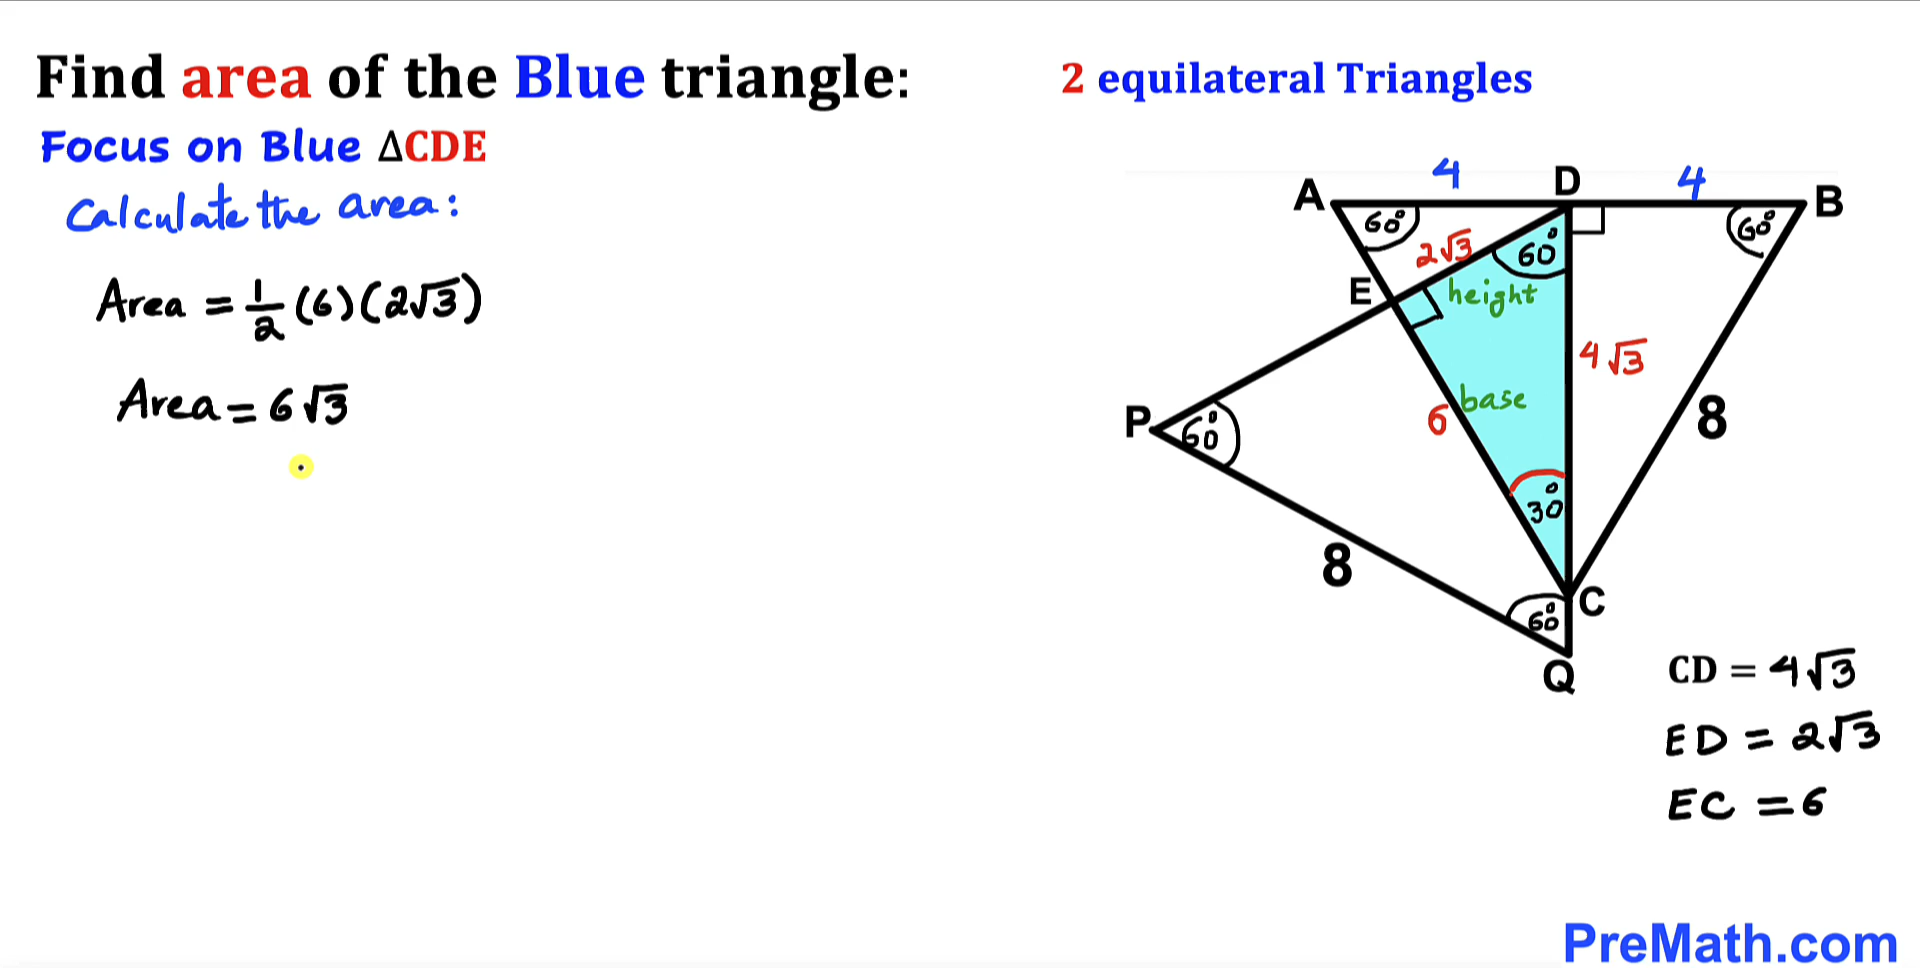 Find area of the Blue triangle:
2 equilateral Triangles
Focus on Blue ΔCDE
Calculate the area:
Area = 1/2 (6)(2√3)
Area = 6√3
4
D
4
A
B
60°
2√3
60°
60°
E
height
4√3
base
P
60°
6
8
30°
8
60°
C
Q
CD = 4√3
ED = 2√3
EC = 6
PreMath.com